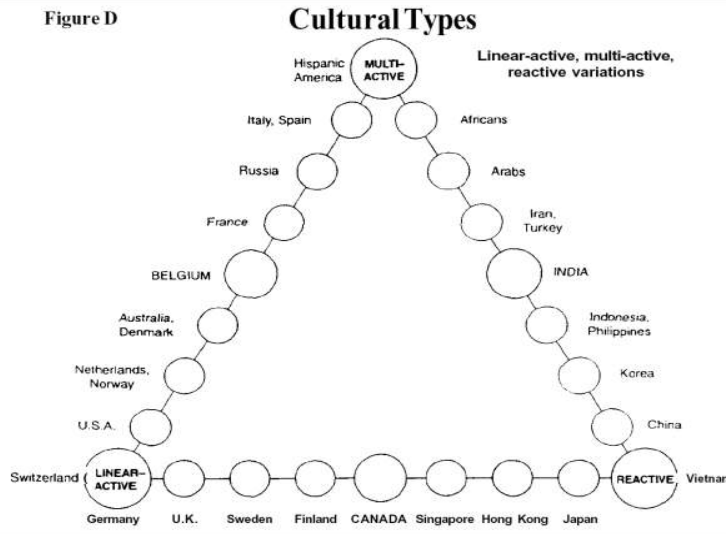 Figure D
Cultural Types
Linear-active, multi-active,
reactive variations
Hispanic
America
MULTI-
ACTIVE
Italy, Spain
Africans
Russia
Arabs
France
Iran,
Turkey
BELGIUM
INDIA
Australia,
Denmark
Indonesia,
Philippines
Netherlands,
Norway
Korea
U.S.A.
China
Switzerland
LINEAR-
ACTIVE
REACTIVE
Vietnar
Germany
U.K.
Sweden
Finland
CANADA
Singapore
Hong Kong
Japan